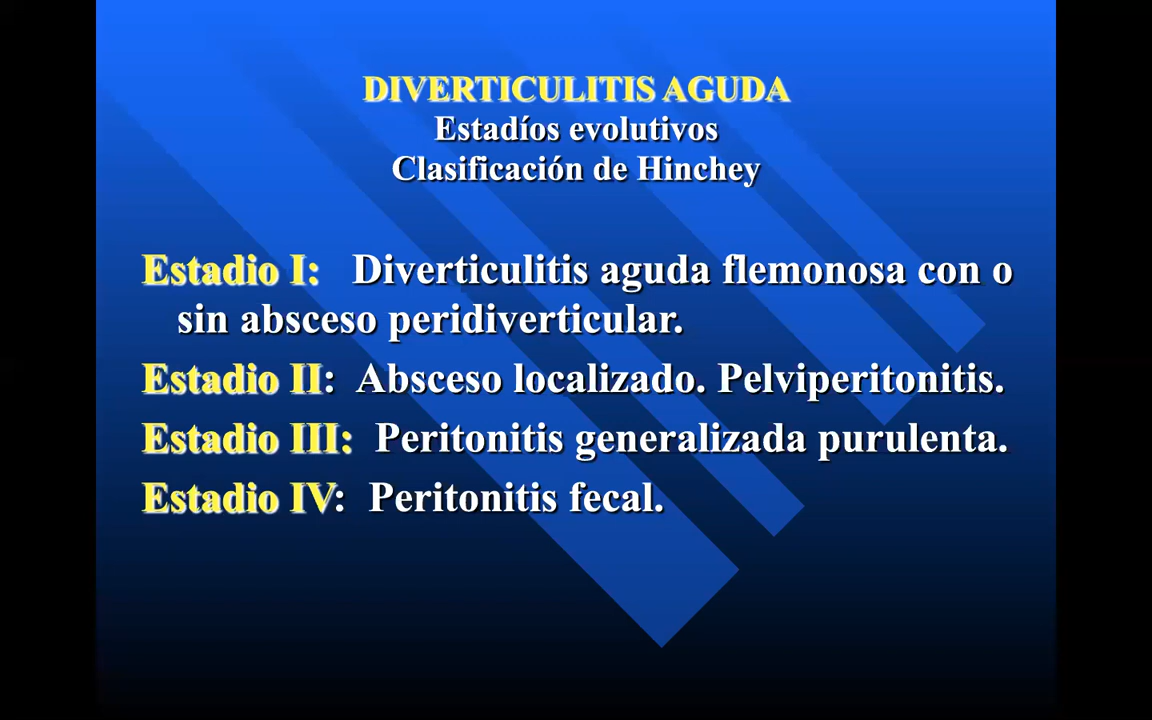 DIVERTICULITIS AGUDA
Estadíos evolutivos
Clasificación de Hinchey
Estadio I: Diverticulitis aguda flemonosa con o
sin absceso peridiverticular.
Estadio II: Absceso localizado. Pelviperitonitis.
Estadio III: Peritonitis generalizada purulenta.
Estadio IV: Peritonitis fecal.